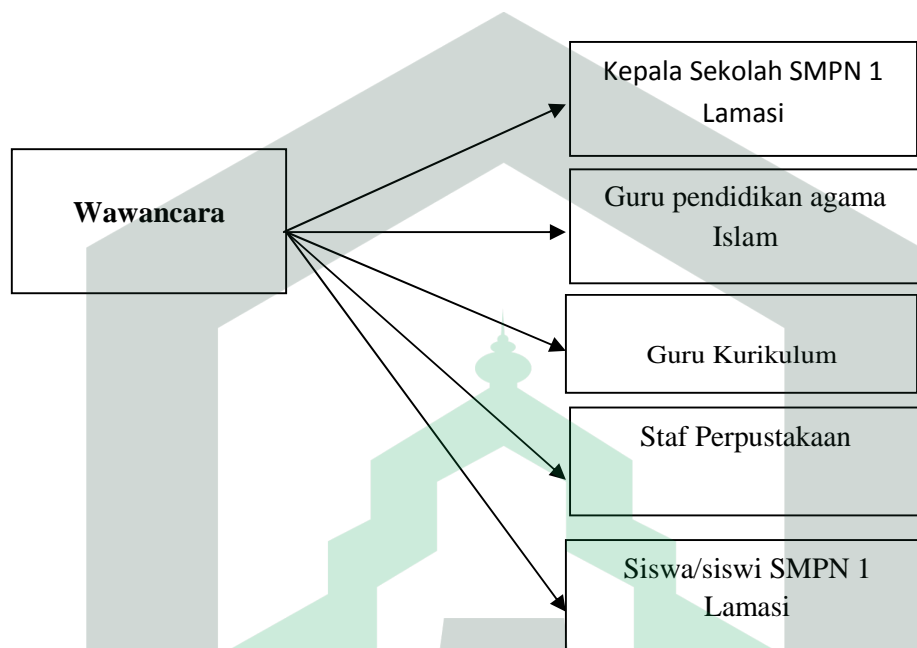 Kepala Sekolah SMPN 1
Lamasi
Wawancara
Guru pendidikan agama
Islam
Guru Kurikulum
Staf Perpustakaan
Siswa/siswi SMPN 1
Lamasi